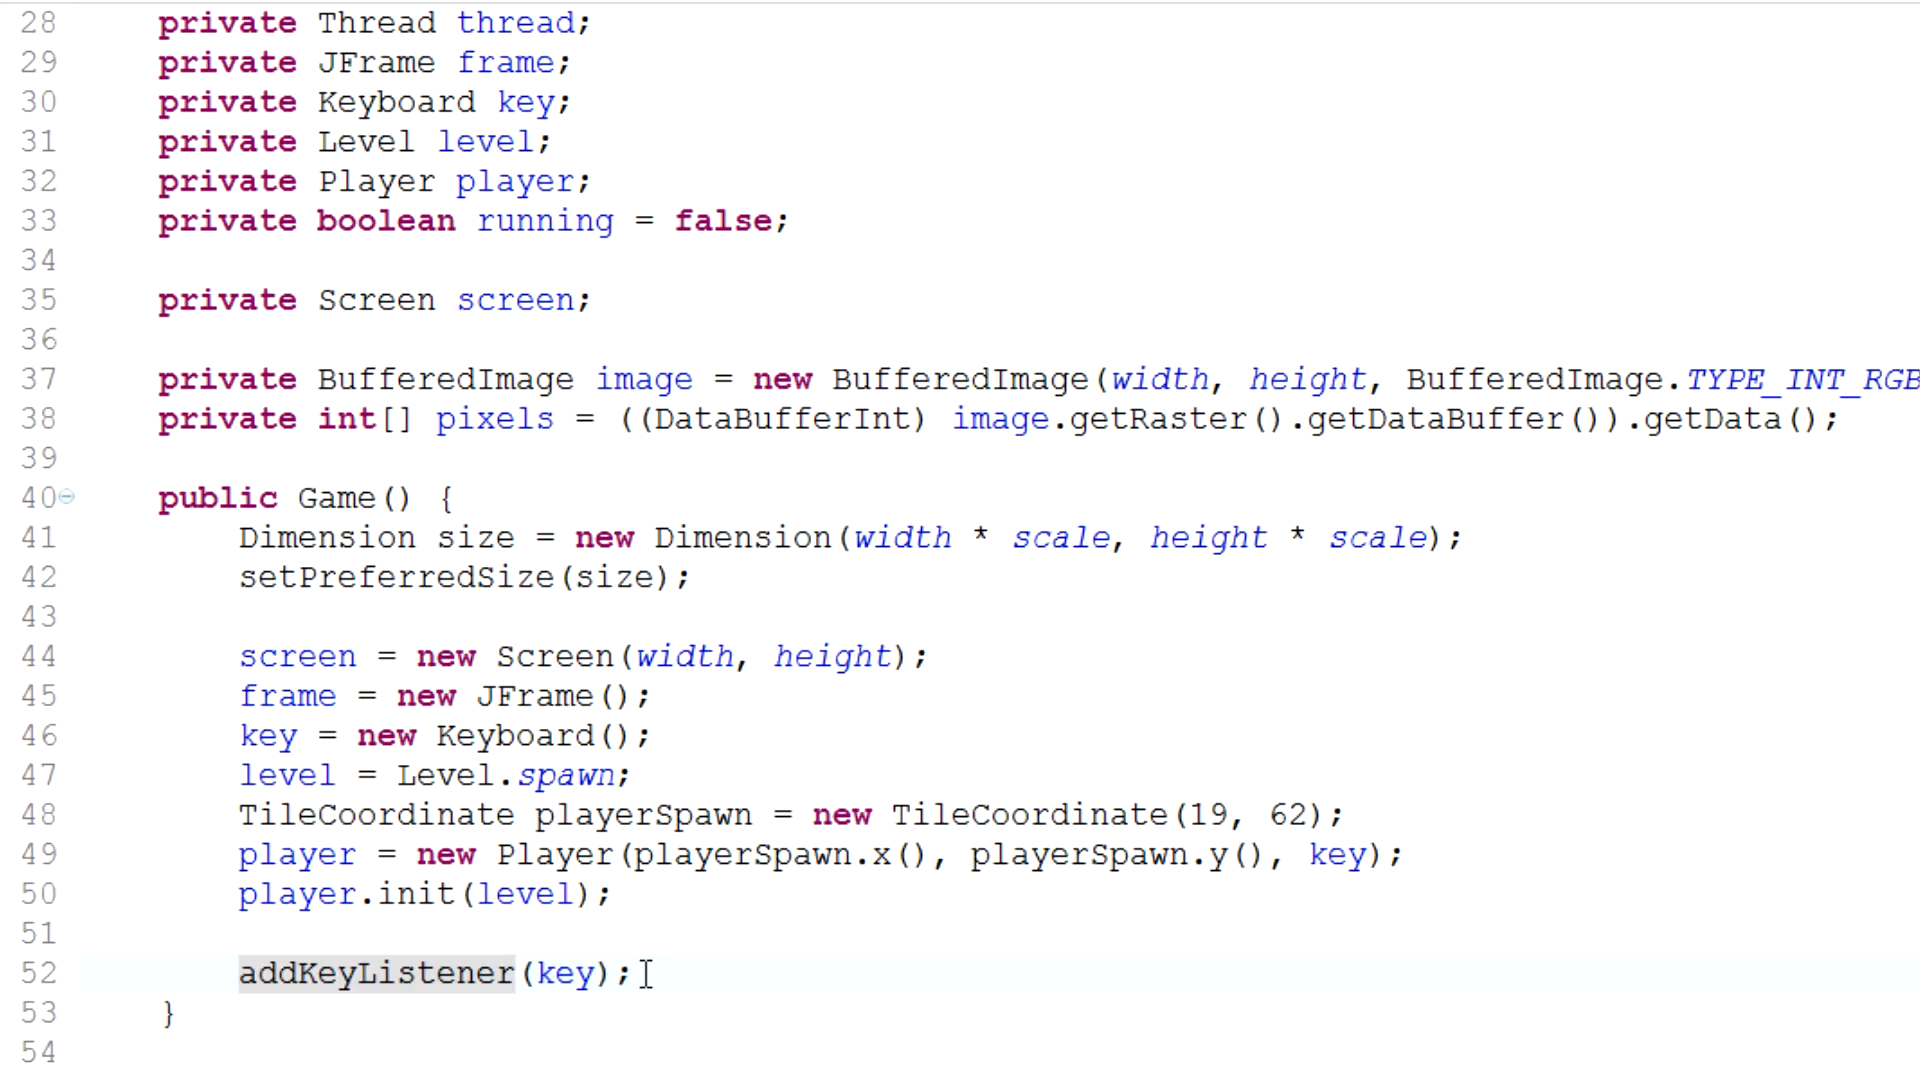 28 private Thread thread;
29 private JFrame frame;
30 private Keyboard key;
31 private Level level;
32 private Player player;
33 private boolean running = false;
34
35 private Screen screen;
36
37 private BufferedImage image = new BufferedImage(width, height, BufferedImage.TYPE_INT_RGB
38 private int[] pixels = ((DataBufferInt) image.getRaster().getDataBuffer()).getData();
39
40 public Game() {
41 Dimension size = new Dimension(width * scale, height * scale);
42 setPreferredSize(size);
43
44 screen = new Screen(width, height);
45 frame = new JFrame();
46 key = new Keyboard();
47 level = Level.spawn;
48 TileCoordinate playerSpawn = new TileCoordinate(19, 62);
49 player = new Player(playerSpawn.x(), playerSpawn.y(), key);
50 player.init(level);
51
52 addKeyListener(key);
53 }
54